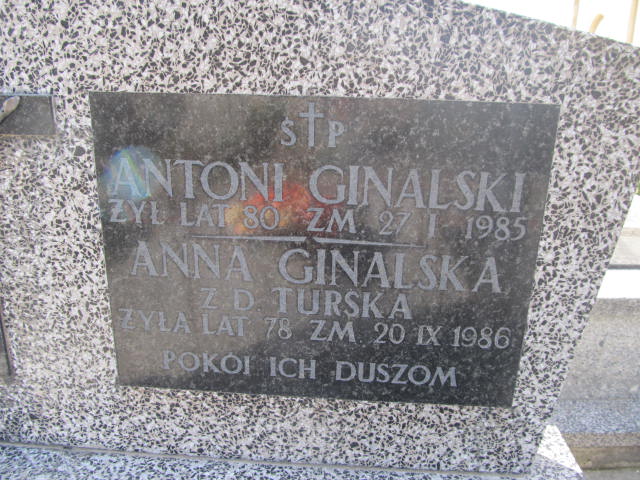 Ś † P
ANTONI GINALSKI
ŻYŁ LAT 80 ZM. 27 I 1985
ANNA GINALSKA
Z D. TURSKA
ŻYŁA LAT 78 ZM. 20 IX 1986
POKÓJ ICH DUSZOM